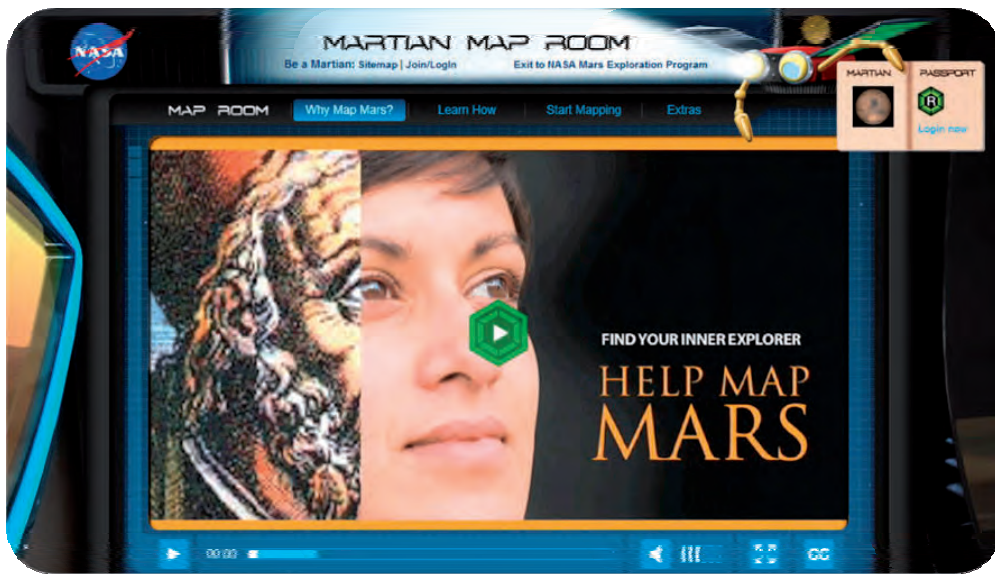 NASA
MARTIAN MAP ROOM
Be a Martian: Sitemap | Join/LogIn
Exit to NASA Mars Exploration Program
MARTIAN PASSPORT
R
Login now
MAP ROOM
Why Map Mars?
Learn How
Start Mapping
Extras
FIND YOUR INNER EXPLORER
HELP MAP
MARS
00:00
CC